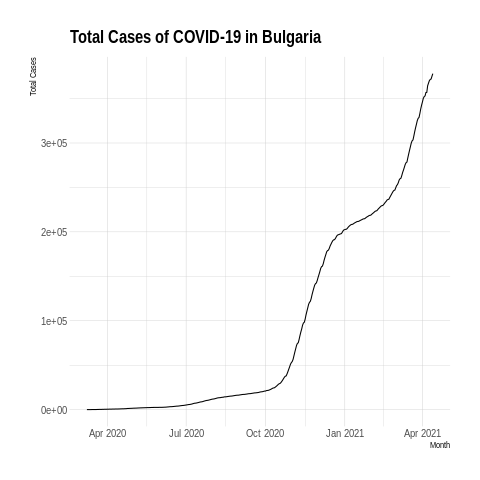 Total Cases of COVID-19 in Bulgaria
Total Cases
3e+05
2e+05
1e+05
0e+00
Apr 2020 Jul 2020 Oct 2020 Jan 2021 Apr 2021
Month